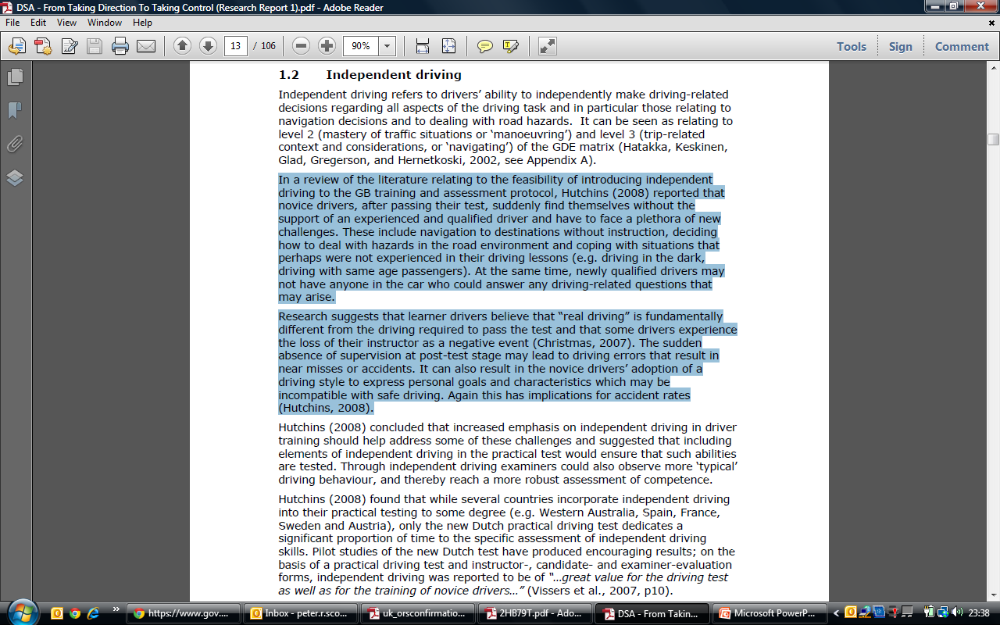 DSA - From Taking Direction To Taking Control (Research Report 1).pdf - Adobe Reader
File Edit View Window Help
13 / 106 90% Tools Sign Comment
1.2 Independent driving
Independent driving refers to drivers’ ability to independently make driving-related
decisions regarding all aspects of the driving task and in particular those relating to
navigation decisions and to dealing with road hazards. It can be seen as relating to
level 2 (mastery of traffic situations or ‘manoeuvring’) and level 3 (trip-related
context and considerations, or ‘navigating’) of the GDE matrix (Hatakka, Keskinen,
Glad, Gregerson, and Hernetkoski, 2002, see Appendix A).
In a review of the literature relating to the feasibility of introducing independent
driving to the GB training and assessment protocol, Hutchins (2008) reported that
novice drivers, after passing their test, suddenly find themselves without the
support of an experienced and qualified driver and have to face a plethora of new
challenges. These include navigation to destinations without instruction, deciding
how to deal with hazards in the road environment and coping with situations that
perhaps were not experienced in their driving lessons (e.g. driving in the dark,
driving with same age passengers). At the same time, newly qualified drivers may
not have anyone in the car who could answer any driving-related questions that
may arise.
Research suggests that learner drivers believe that “real driving” is fundamentally
different from the driving required to pass the test and that some drivers experience
the loss of their instructor as a negative event (Christmas, 2007). The sudden
absence of supervision at post-test stage may lead to driving errors that result in
near misses or accidents. It can also result in the novice drivers’ adoption of a
driving style to express personal goals and characteristics which may be
incompatible with safe driving. Again this has implications for accident rates
(Hutchins, 2008).
Hutchins (2008) concluded that increased emphasis on independent driving in driver
training should help address some of these challenges and suggested that including
elements of independent driving in the practical test would ensure that such abilities
are tested. Through independent driving examiners could also observe more ‘typical’
driving behaviour, and thereby reach a more robust assessment of competence.
Hutchins (2008) found that while several countries incorporate independent driving
into their practical testing to some degree (e.g. Western Australia, Spain, France,
Sweden and Austria), only the new Dutch practical driving test dedicates a
significant proportion of time to the specific assessment of independent driving
skills. Pilot studies of the new Dutch test have produced encouraging results; on the
basis of a practical driving test and instructor-, candidate- and examiner-evaluation
forms, independent driving was reported to be of “…great value for the driving test
as well as for the training of novice drivers…” (Vissers et al., 2007, p10).
https://www.gov.... Inbox - peter.r.sco... uk_orsconfirmatio... 2HB79T.pdf - Ado... DSA - From Takin... Microsoft PowerP... 23:38